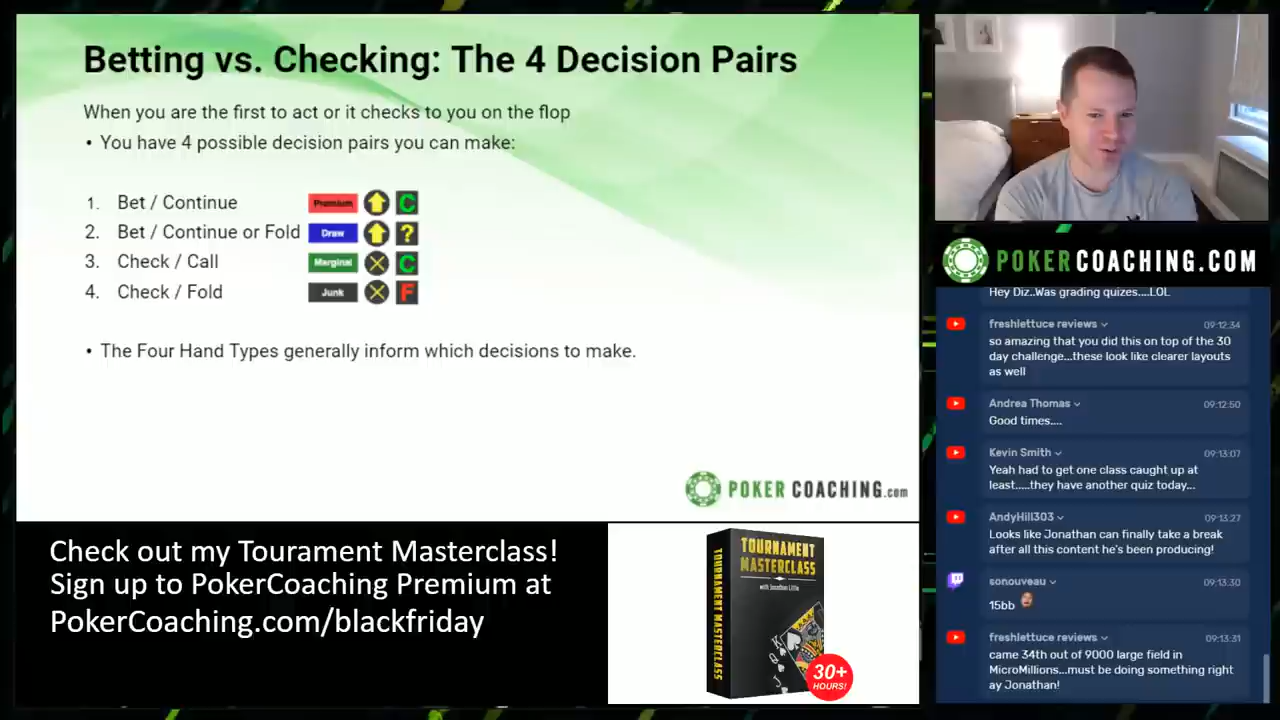 Betting vs. Checking: The 4 Decision Pairs
When you are the first to act or it checks to you on the flop
• You have 4 possible decision pairs you can make:
1. Bet / Continue Premium C
2. Bet / Continue or Fold Draw ?
3. Check / Call Marginal C
4. Check / Fold Junk F
• The Four Hand Types generally inform which decisions to make.
POKER COACHING.com
Check out my Tourament Masterclass!
Sign up to PokerCoaching Premium at
PokerCoaching.com/blackfriday
TOURNAMENT MASTERCLASS
TOURNAMENT
MASTERCLASS
with Jonathan Little
K
Q
J
30+
HOURS!
POKERCOACHING.COM
Hey Diz..Was grading quizes....LOL
freshlettuce reviews 09:12:34
so amazing that you did this on top of the 30
day challenge...these look like clearer layouts
as well
Andrea Thomas 09:12:50
Good times....
Kevin Smith 09:13:07
Yeah had to get one class caught up at
least.....they have another quiz today...
AndyHill303 09:13:27
Looks like Jonathan can finally take a break
after all this content he's been producing!
sonouveau 09:13:30
15bb
freshlettuce reviews 09:13:31
came 34th out of 9000 large field in
MicroMillions...must be doing something right
ay Jonathan!